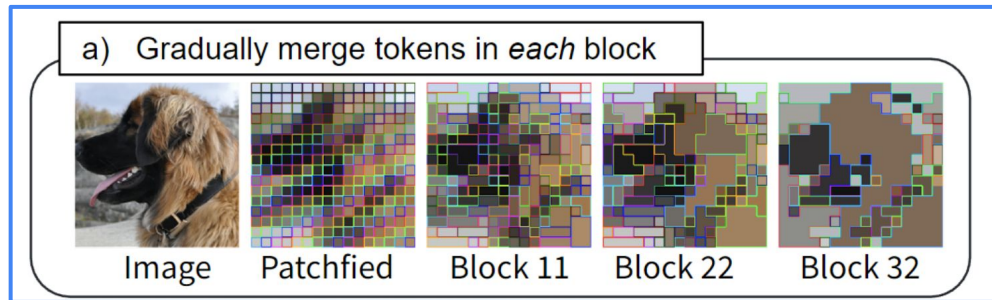 a) Gradually merge tokens in each block
Image Patchfied Block 11 Block 22 Block 32